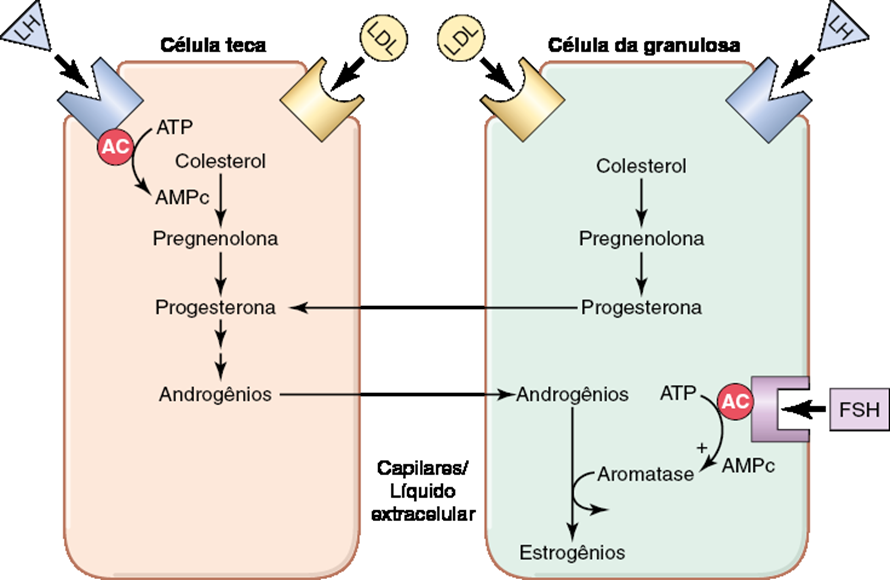 LH
Célula teca
LDL
LDL
Célula da granulosa
LH
AC
ATP
AMPc
Colesterol
Pregnenolona
Progesterona
Androgênios
Colesterol
Pregnenolona
Progesterona
Androgênios
ATP
AC
FSH
+
AMPc
Aromatase
Estrogênios
Capilares/
Líquido
extracelular